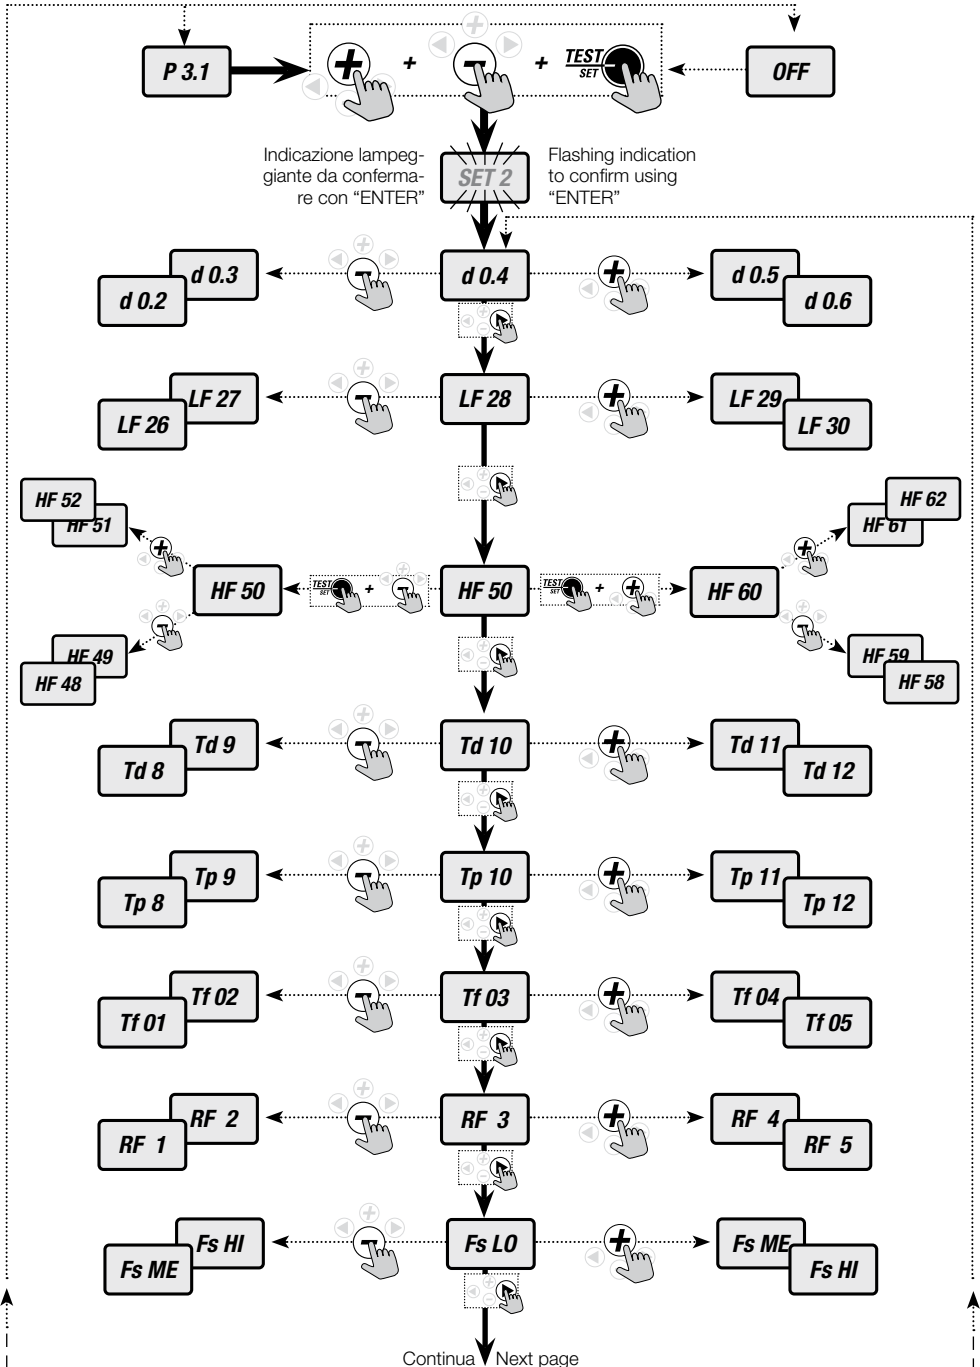 P 3.1
+
+
TEST
SET
OFF
Indicazione lampeg-
giante da conferma-
re con “ENTER”
SET 2
Flashing indication
to confirm using
“ENTER”
d 0.3
d 0.2
d 0.4
d 0.5
d 0.6
LF 27
LF 26
LF 28
LF 29
LF 30
HF 52
HF 51
HF 62
HF 61
HF 50
TEST
SET
+
HF 50
TEST
SET
+
HF 60
HF 49
HF 48
HF 59
HF 58
Td 9
Td 8
Td 10
Td 11
Td 12
Tp 9
Tp 8
Tp 10
Tp 11
Tp 12
Tf 02
Tf 01
Tf 03
Tf 04
Tf 05
RF 2
RF 1
RF 3
RF 4
RF 5
Fs HI
Fs ME
Fs LO
Fs ME
Fs HI
Continua Next page